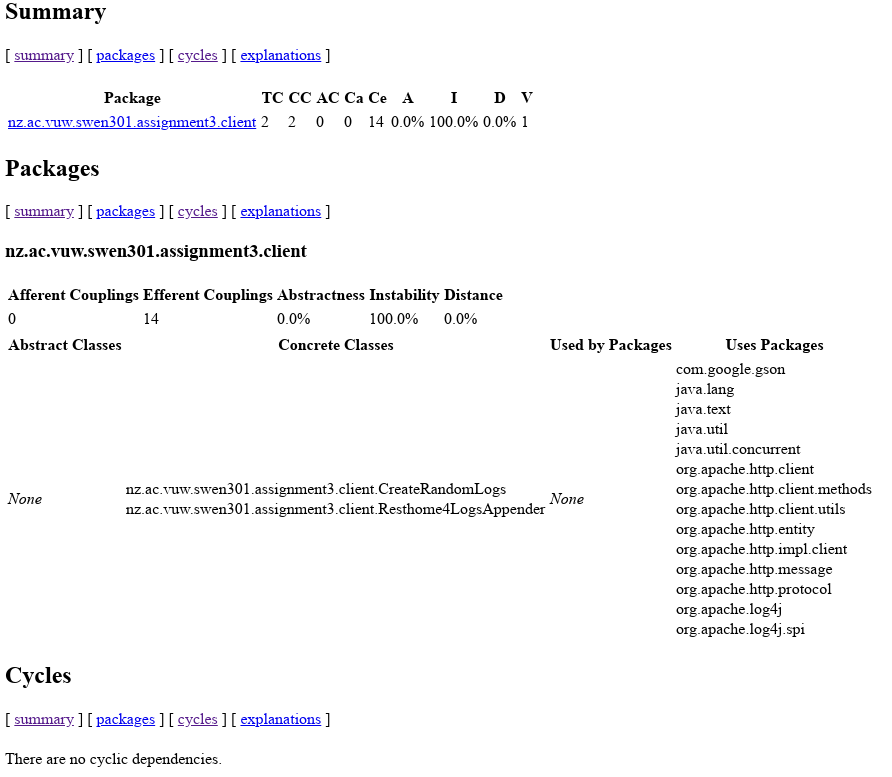 Summary
[ summary ] [ packages ] [ cycles ] [ explanations ]
Package TC CC AC Ca Ce A I D V
nz.ac.vuw.swen301.assignment3.client 2 2 0 0 14 0.0% 100.0% 0.0% 1
Packages
[ summary ] [ packages ] [ cycles ] [ explanations ]
nz.ac.vuw.swen301.assignment3.client
Afferent Couplings Efferent Couplings Abstractness Instability Distance
0 14 0.0% 100.0% 0.0%
Abstract Classes Concrete Classes Used by Packages Uses Packages
None
nz.ac.vuw.swen301.assignment3.client.CreateRandomLogs
nz.ac.vuw.swen301.assignment3.client.Resthome4LogsAppender
None
com.google.gson
java.lang
java.text
java.util
java.util.concurrent
org.apache.http.client
org.apache.http.client.methods
org.apache.http.client.utils
org.apache.http.entity
org.apache.http.impl.client
org.apache.http.message
org.apache.http.protocol
org.apache.log4j
org.apache.log4j.spi
Cycles
[ summary ] [ packages ] [ cycles ] [ explanations ]
There are no cyclic dependencies.